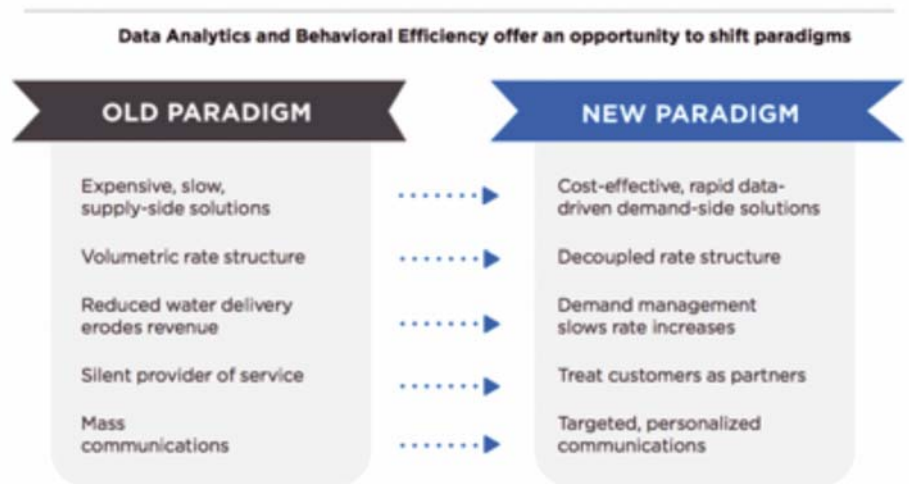 Data Analytics and Behavioral Efficiency offer an opportunity to shift paradigms
OLD PARADIGM
NEW PARADIGM
Expensive, slow,
supply-side solutions
Cost-effective, rapid data-
driven demand-side solutions
Volumetric rate structure
Decoupled rate structure
Reduced water delivery
erodes revenue
Demand management
slows rate increases
Silent provider of service
Treat customers as partners
Mass
communications
Targeted, personalized
communications